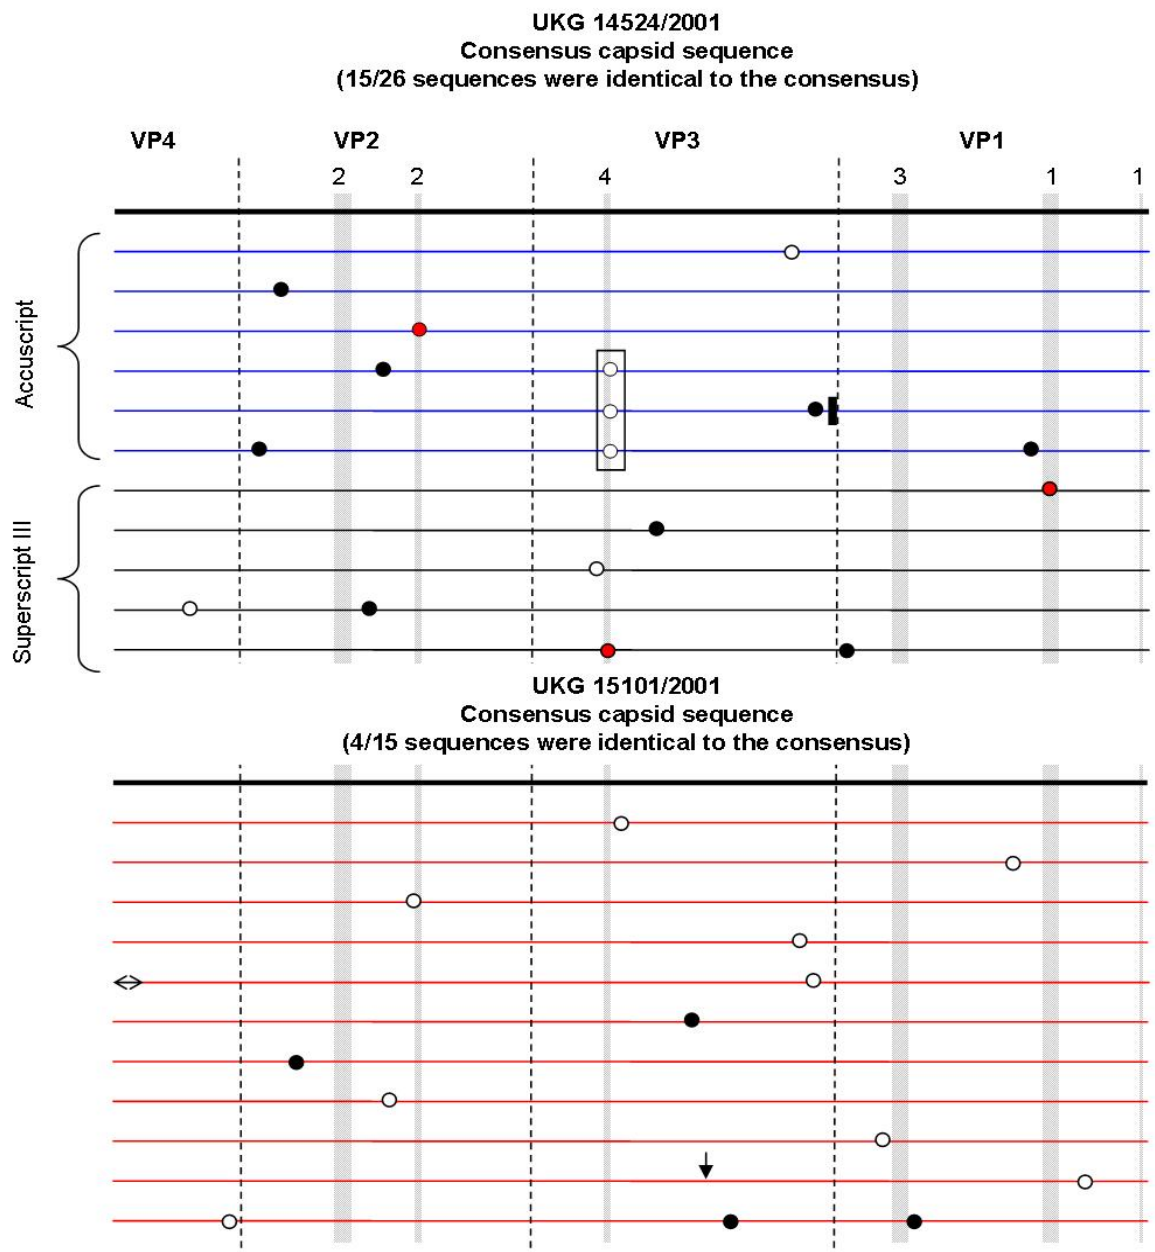 UKG 14524/2001
Consensus capsid sequence
(15/26 sequences were identical to the consensus)
VP4 VP2 VP3 VP1
2 2 4 3 1 1
Accuscript
Superscript III
UKG 15101/2001
Consensus capsid sequence
(4/15 sequences were identical to the consensus)